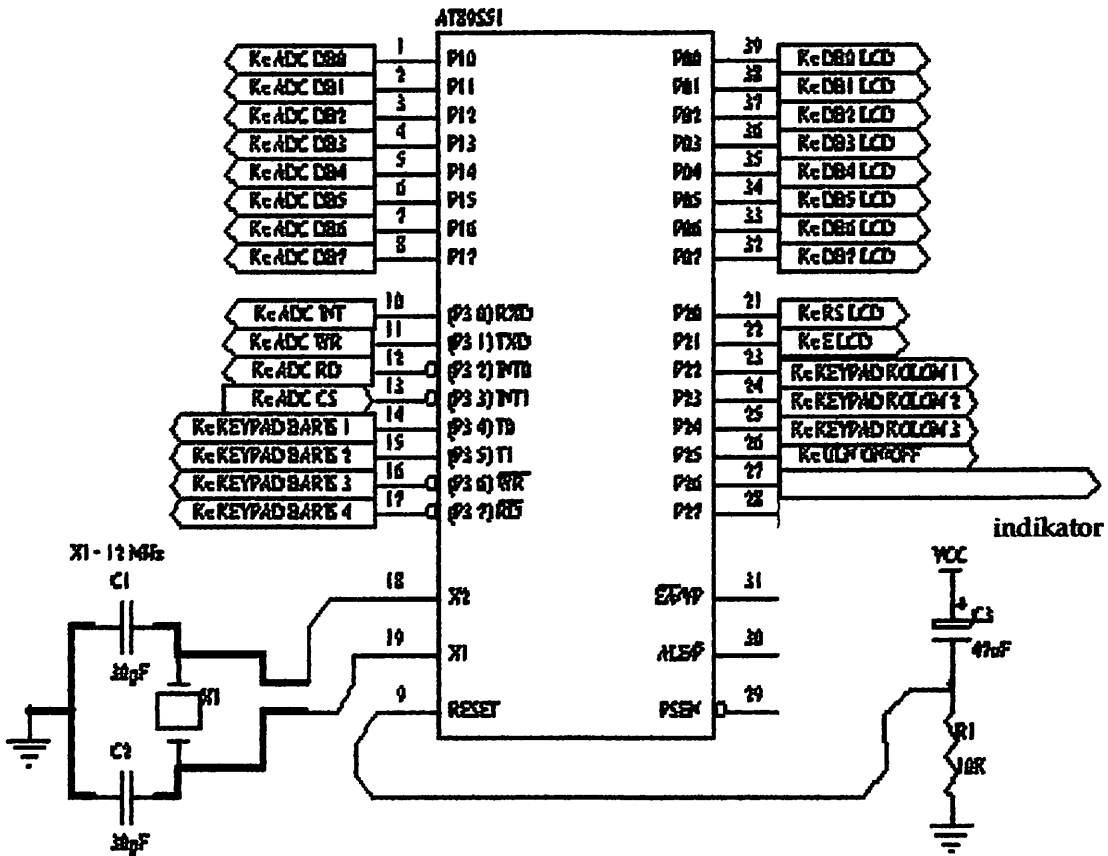 AT89S51
Ke ADC DB0
1
P10
Ke ADC DB1
2
P11
Ke ADC DB2
3
P12
Ke ADC DB3
4
P13
Ke ADC DB4
5
P14
Ke ADC DB5
6
P15
Ke ADC DB6
7
P16
Ke ADC DB7
8
P17
Ke ADC INT
10
(P3 0) RXD
Ke ADC WR
11
(P3 1) TXD
Ke ADC RD
12
(P3 2) INT0
Ke ADC CS
13
(P3 3) INT1
Ke KEYPAD BARIS 1
14
(P3 4) T0
Ke KEYPAD BARIS 2
15
(P3 5) T1
Ke KEYPAD BARIS 3
16
(P3 6) WR
Ke KEYPAD BARIS 4
17
(P3 7) RD
18
X2
19
X1
9
RESET
P00
39
Ke DB0 LCD
P01
38
Ke DB1 LCD
P02
37
Ke DB2 LCD
P03
36
Ke DB3 LCD
P04
35
Ke DB4 LCD
P05
34
Ke DB5 LCD
P06
33
Ke DB6 LCD
P07
32
Ke DB7 LCD
P20
21
Ke RS LCD
P21
22
Ke E LCD
P22
23
Ke KEYPAD KOLOM 1
P23
24
Ke KEYPAD KOLOM 2
P24
25
Ke KEYPAD KOLOM 3
P25
26
Ke ULN ON/OFF
P26
27
P27
28
indikator
EA/VP
31
ALE/P
30
PSEN
29
X1 - 12 MHz
C1
30pF
X1
C2
30pF
VCC
+
C3
R1
10K